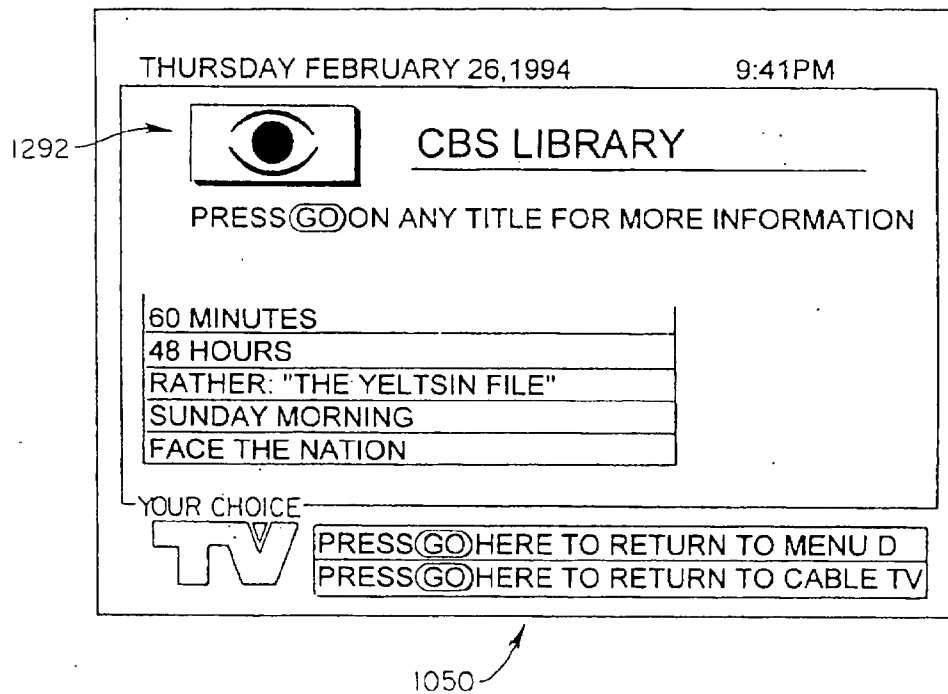 THURSDAY FEBRUARY 26,1994 9:41PM
1292
CBS LIBRARY
PRESS GO ON ANY TITLE FOR MORE INFORMATION
60 MINUTES
48 HOURS
RATHER: "THE YELTSIN FILE"
SUNDAY MORNING
FACE THE NATION
YOUR CHOICE
TV
PRESS GO HERE TO RETURN TO MENU D
PRESS GO HERE TO RETURN TO CABLE TV
1050